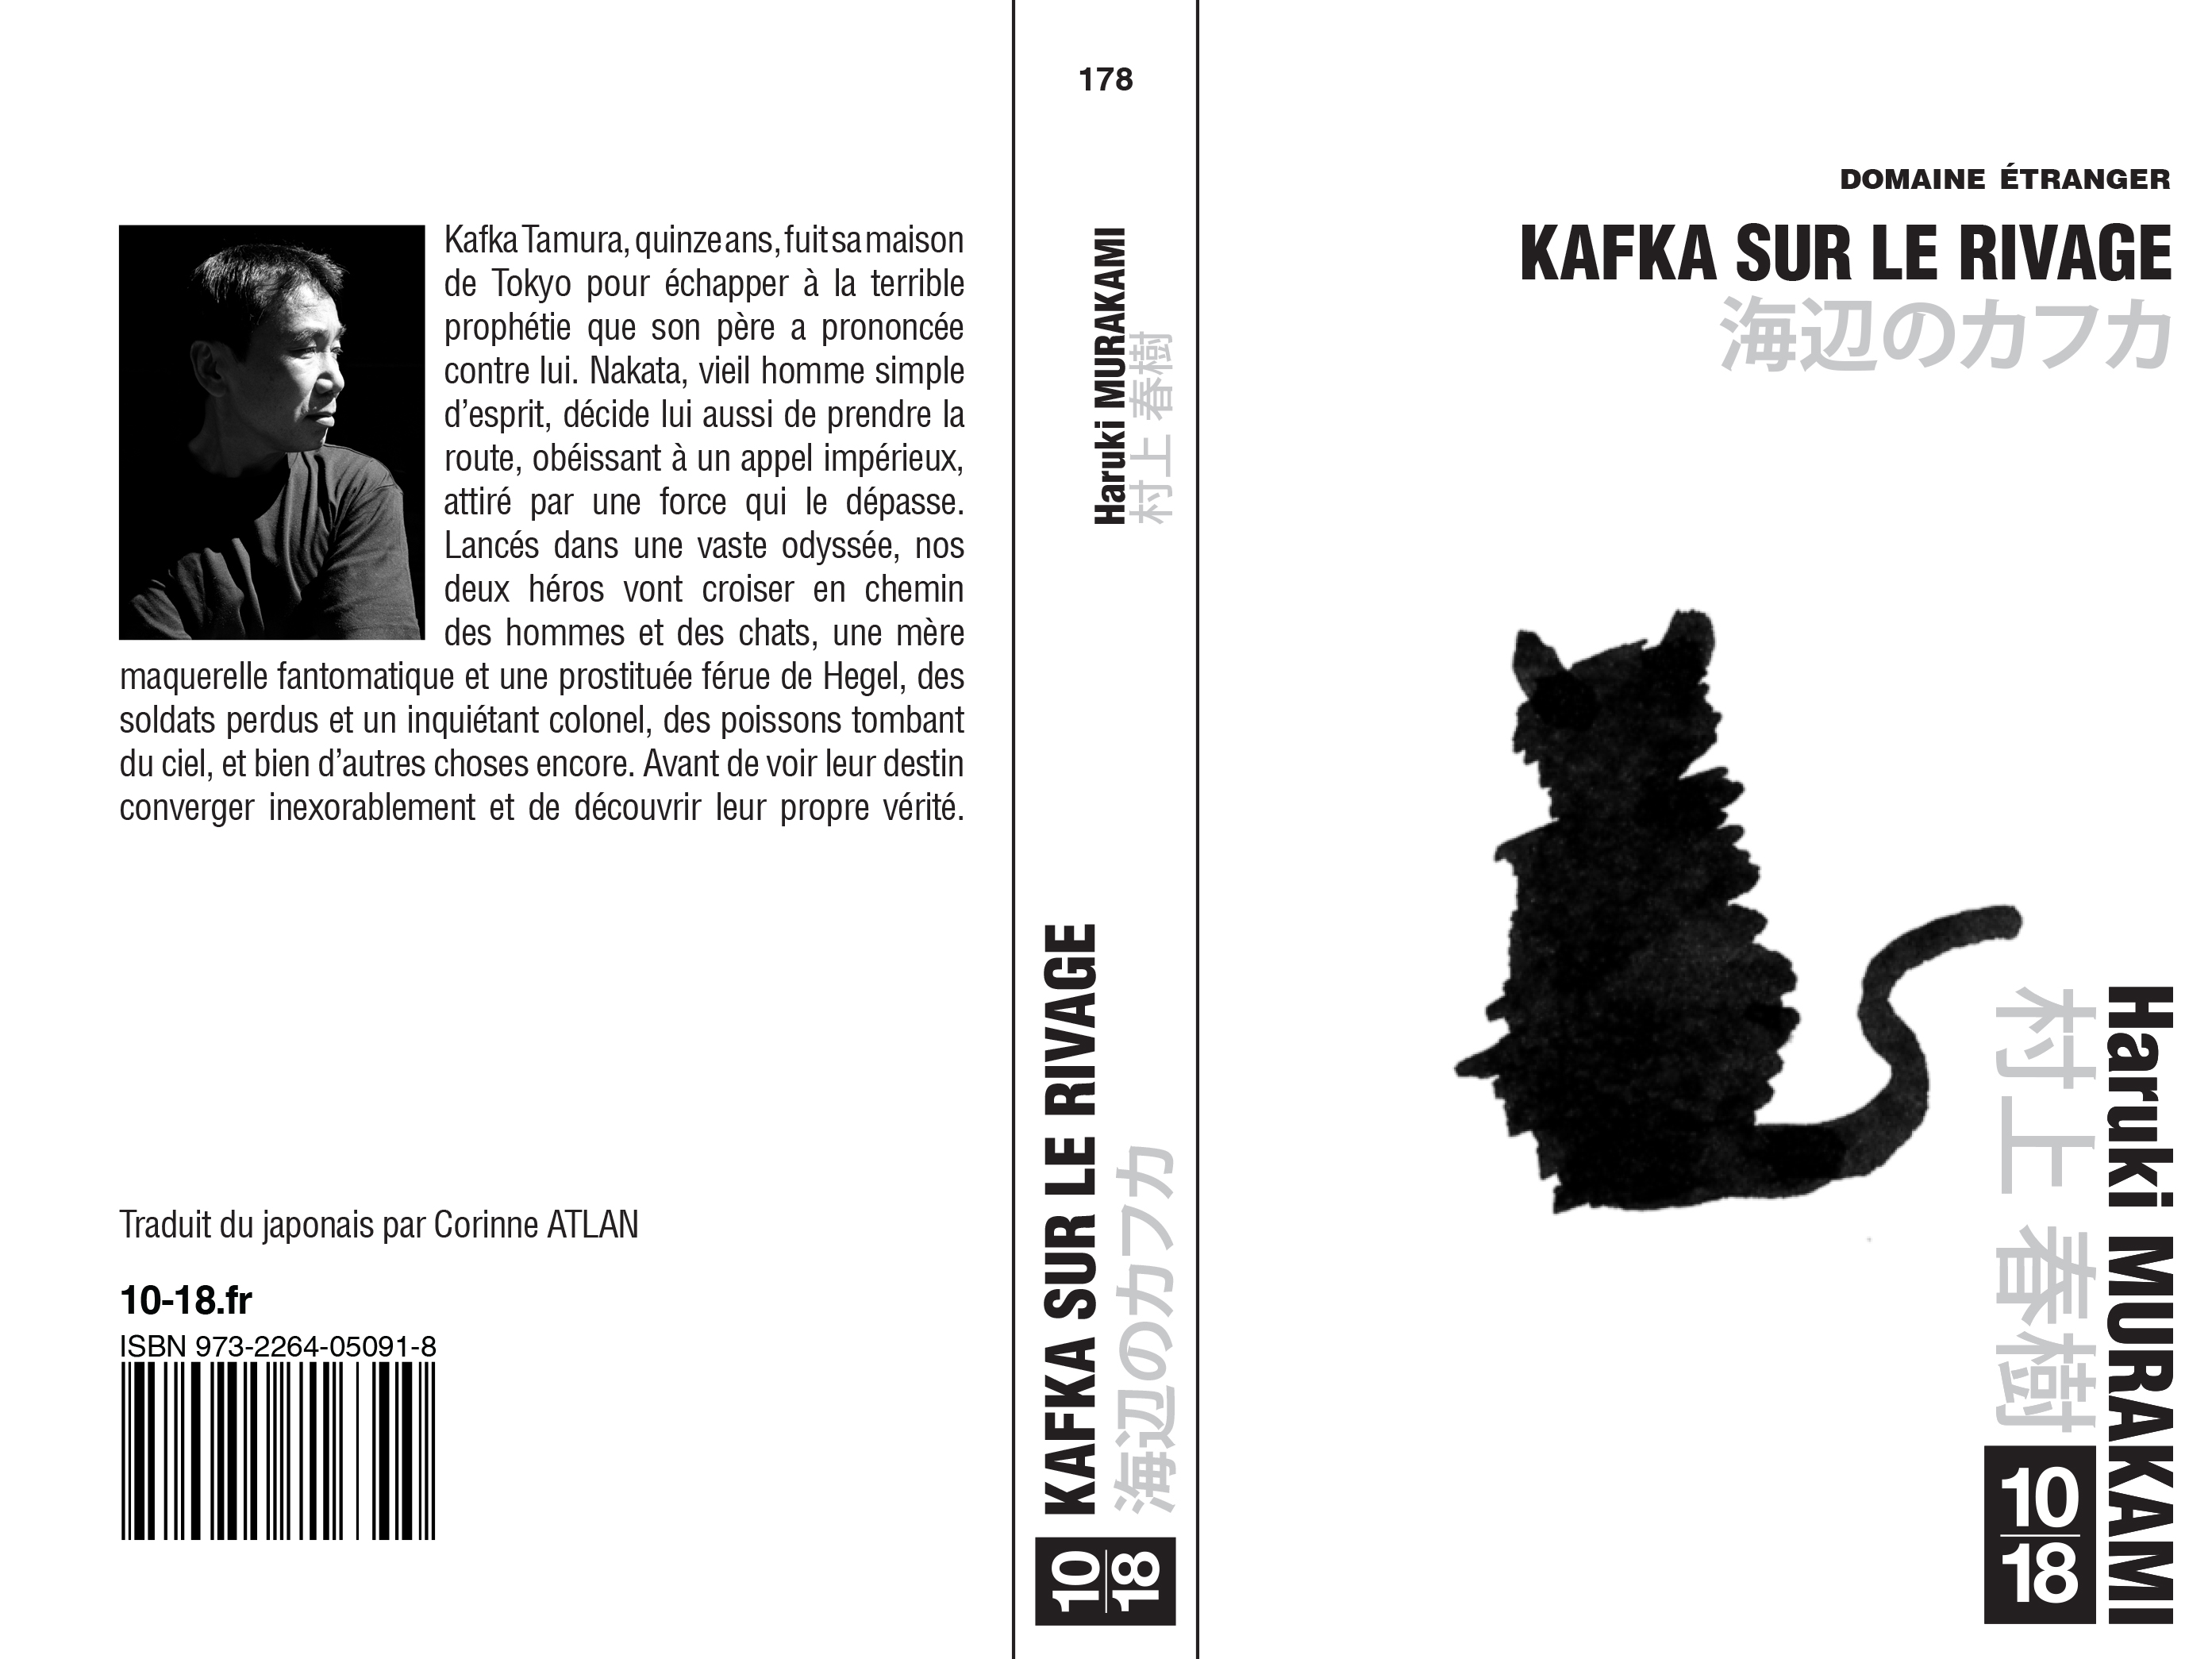 Kafka Tamura, quinze ans, fuit sa maison
de Tokyo pour échapper à la terrible
prophétie que son père a prononcée
contre lui. Nakata, vieil homme simple
d’esprit, décide lui aussi de prendre la
route, obéissant à un appel impérieux,
attiré par une force qui le dépasse.
Lancés dans une vaste odyssée, nos
deux héros vont croiser en chemin
des hommes et des chats, une mère
maquerelle fantomatique et une prostituée férue de Hegel, des
soldats perdus et un inquiétant colonel, des poissons tombant
du ciel, et bien d’autres choses encore. Avant de voir leur destin
converger inexorablement et de découvrir leur propre vérité.
Traduit du japonais par Corinne ATLAN
10-18.fr
ISBN 973-2264-05091-8
178
Haruki MURAKAMI
村上 春樹
KAFKA SUR LE RIVAGE
海辺のカフカ
10
18
DOMAINE ÉTRANGER
KAFKA SUR LE RIVAGE
海辺のカフカ
Haruki MURAKAMI
村上 春樹
10
18